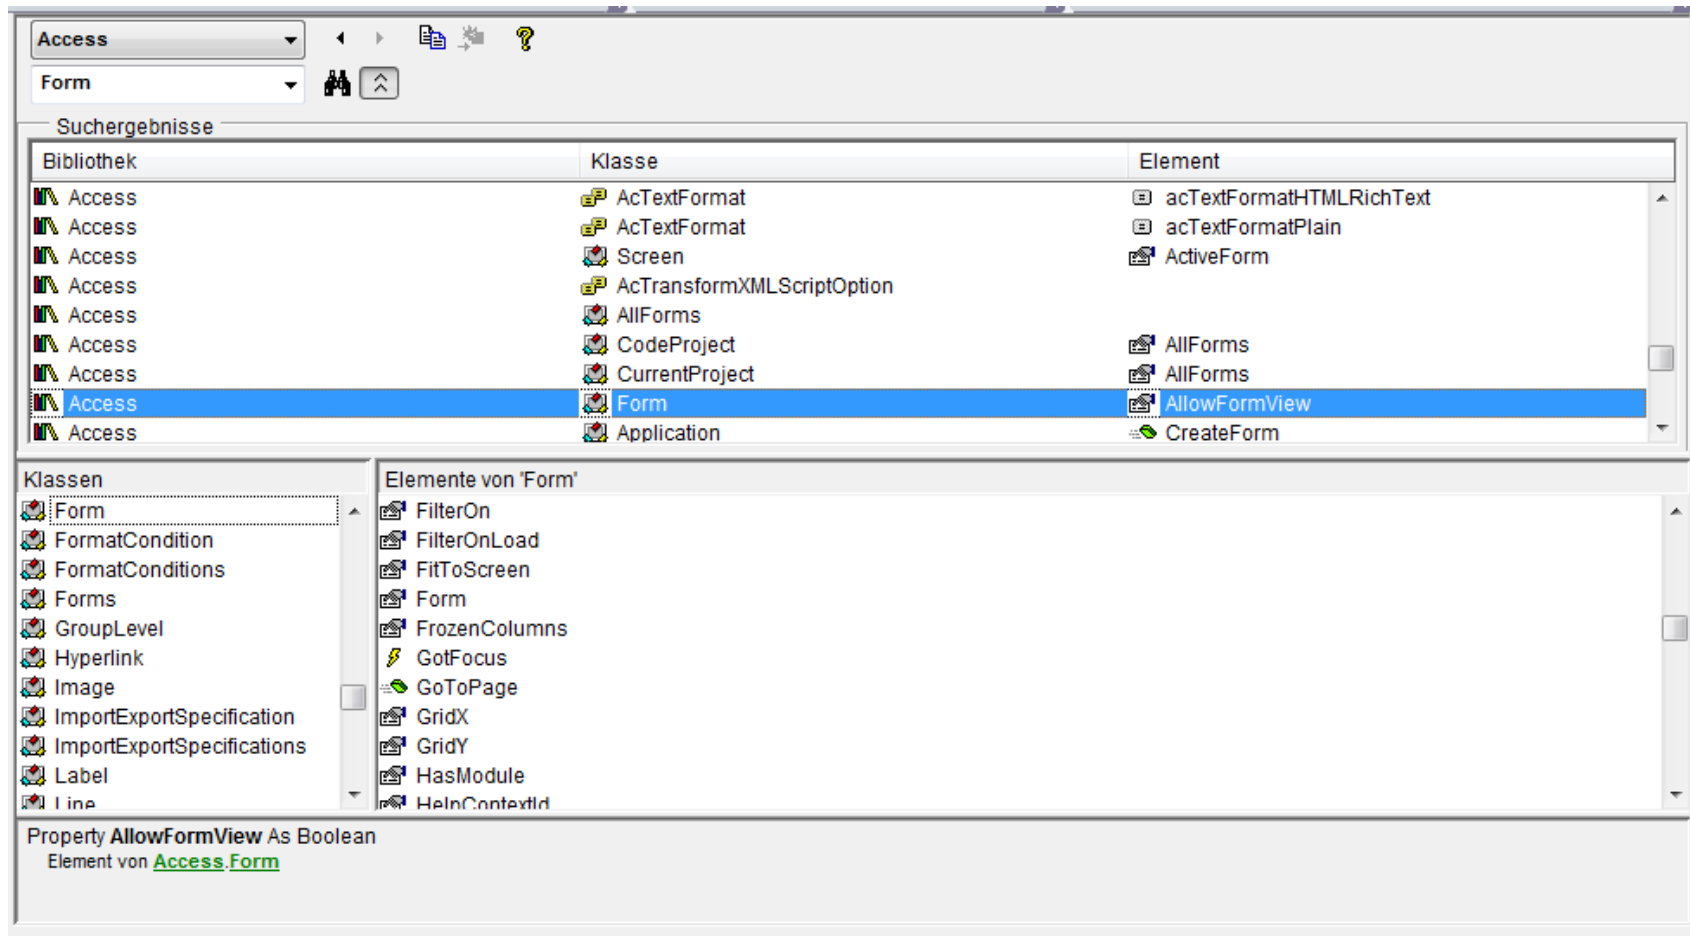 Access
Form
Suchergebnisse
Bibliothek Klasse Element
Access AcTextFormat acTextFormatHTMLRichText
Access AcTextFormat acTextFormatPlain
Access Screen ActiveForm
Access AcTransformXMLScriptOption
Access AllForms
Access CodeProject AllForms
Access CurrentProject AllForms
Access Form AllowFormView
Access Application CreateForm
Klassen Elemente von 'Form'
Form FilterOn
FormatCondition FilterOnLoad
FormatConditions FitToScreen
Forms Form
GroupLevel FrozenColumns
Hyperlink GotFocus
Image GoToPage
ImportExportSpecification GridX
ImportExportSpecifications GridY
Label HasModule
Line HelpContextId
Property AllowFormView As Boolean
Element von Access.Form